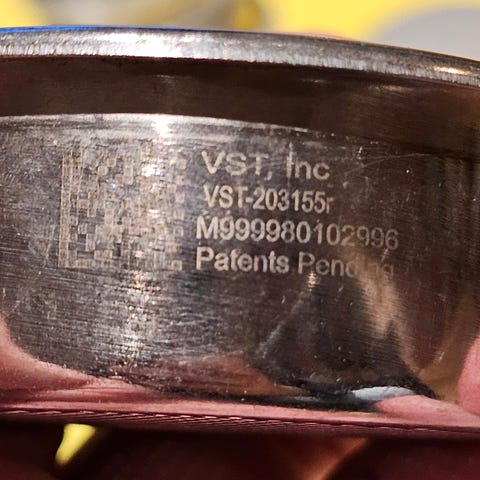 VST, Inc
VST-203155r
M999980102996
Patents Pending